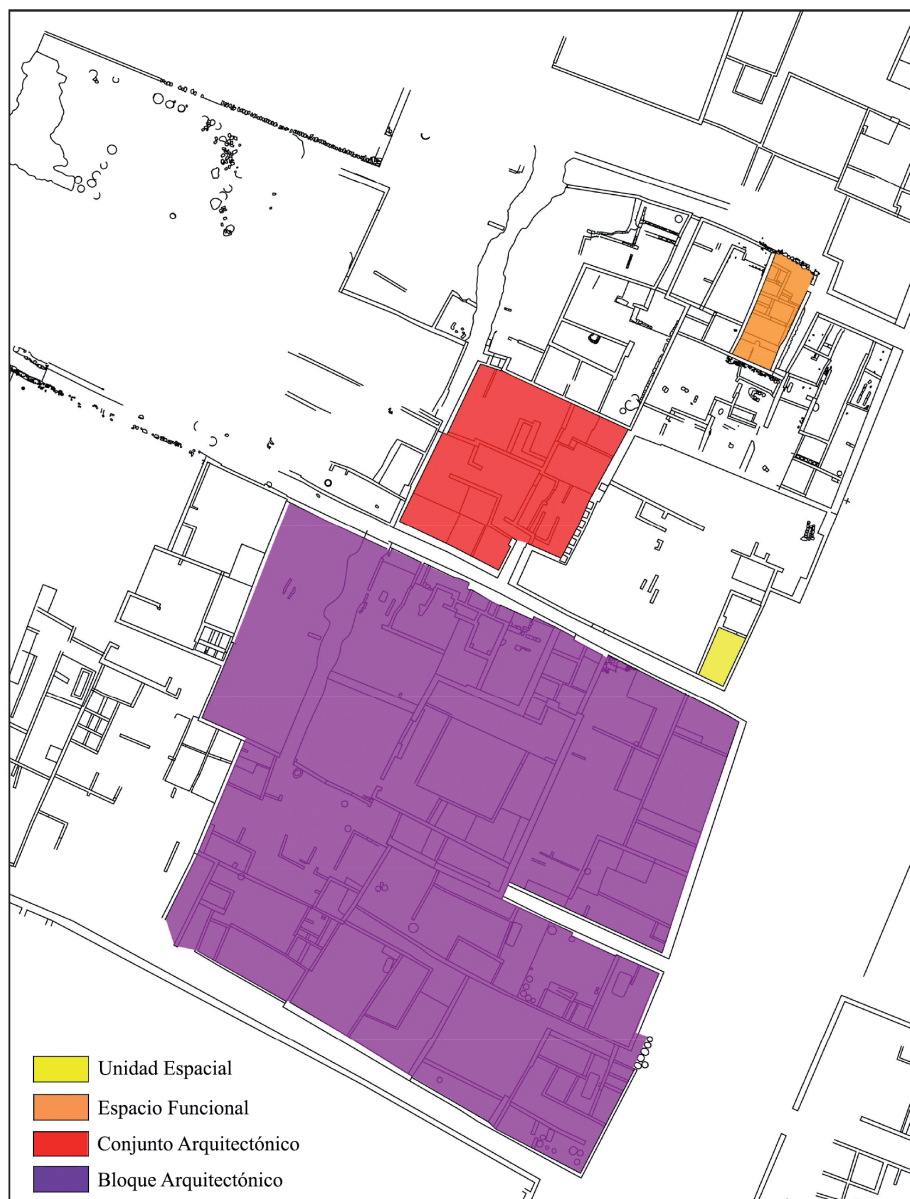 Unidad Espacial
Espacio Funcional
Conjunto Arquitectónico
Bloque Arquitectónico